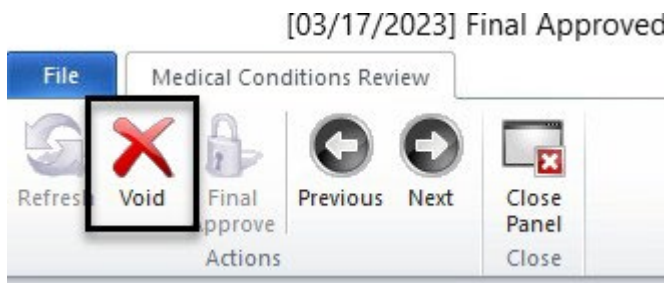 [03/17/2023] Final Approved
File Medical Conditions Review
Refresh Void Final Approve Previous Next Close Panel
Actions Close